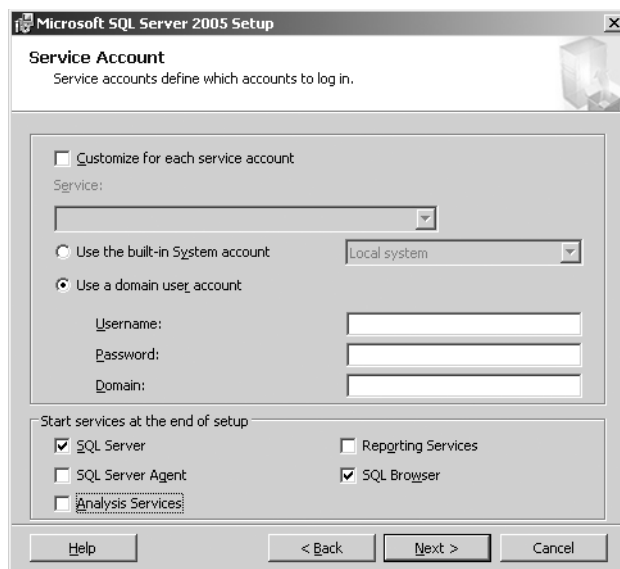 Microsoft SQL Server 2005 Setup
Service Account
Service accounts define which accounts to log in.
Customize for each service account
Service:
Use the built-in System account
Local system
Use a domain user account
Username:
Password:
Domain:
Start services at the end of setup
SQL Server
Reporting Services
SQL Server Agent
SQL Browser
Analysis Services
Help
< Back
Next >
Cancel